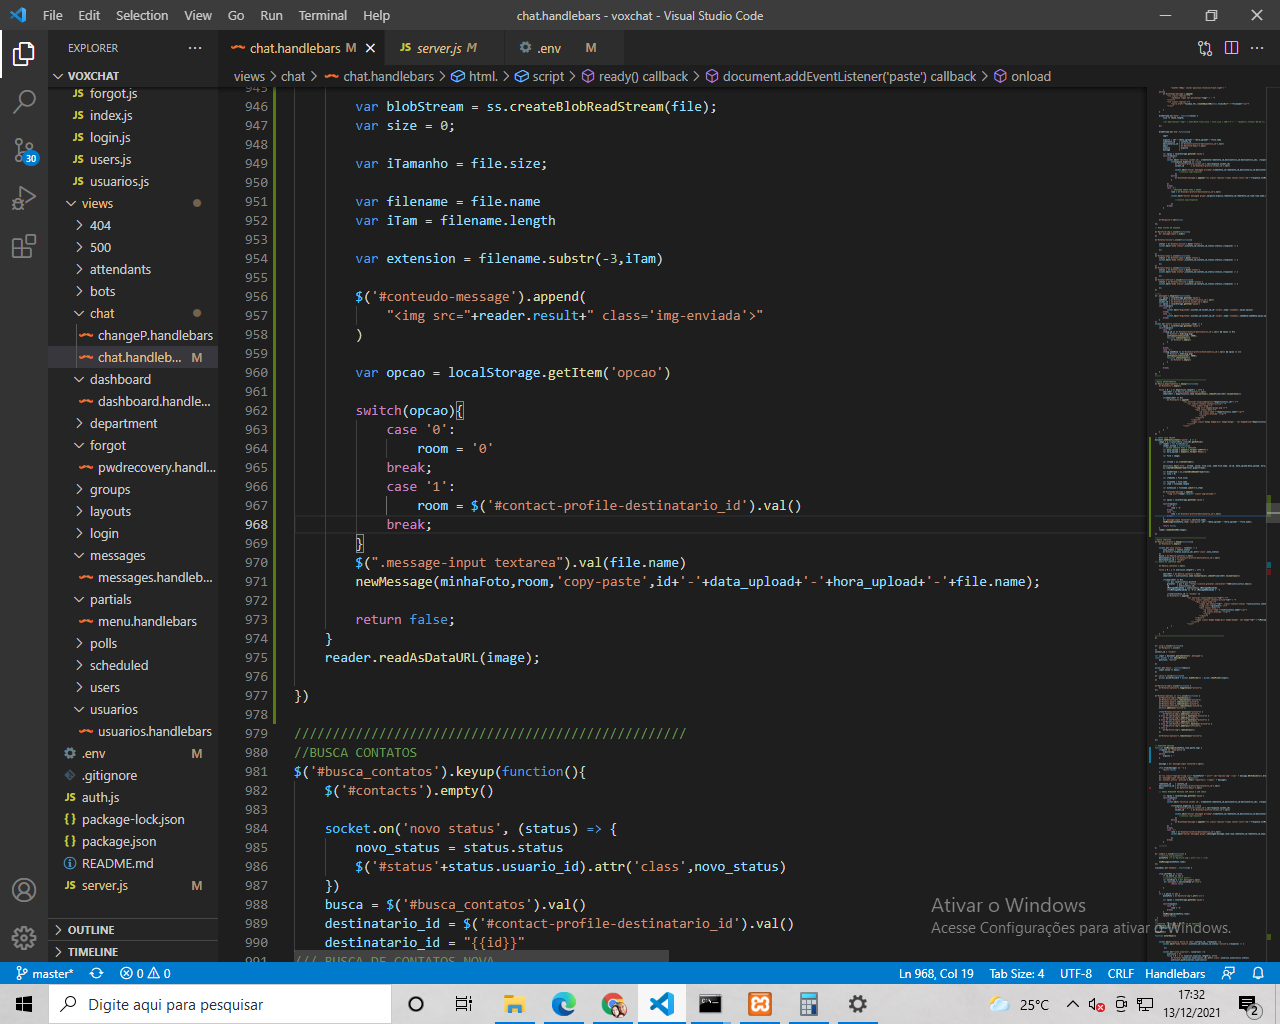 File Edit Selection View Go Run Terminal Help
chat.handlebars - voxchat - Visual Studio Code
EXPLORER
chat.handlebars M
server.js M
.env M
VOXCHAT
views > chat > chat.handlebars > html. > script > ready() callback > document.addEventListener('paste') callback > onload
forgot.js
index.js
login.js
users.js
usuarios.js
views
404
500
attendants
bots
chat
changeP.handlebars
chat.handleb... M
dashboard
dashboard.handle...
department
forgot
pwdrecovery.handl...
groups
layouts
login
messages
messages.handleb...
partials
menu.handlebars
polls
scheduled
users
usuarios
usuarios.handlebars
.env M
.gitignore
auth.js
package-lock.json
package.json
README.md
server.js M
OUTLINE
TIMELINE
30
945
946 var blobStream = ss.createBlobReadStream(file);
947 var size = 0;
948
949 var iTamanho = file.size;
950
951 var filename = file.name
952 var iTam = filename.length
953
954 var extension = filename.substr(-3,iTam)
955
956 $('#conteudo-message').append(
957 "<img src="+reader.result+" class='img-enviada'>"
958 )
959
960 var opcao = localStorage.getItem('opcao')
961
962 switch(opcao){
963 case '0':
964 room = '0'
965 break;
966 case '1':
967 room = $('#contact-profile-destinatario_id').val()
968 break;
969 }
970 $(".message-input textarea").val(file.name)
971 newMessage(minhaFoto,room,'copy-paste',id+'-'+data_upload+'-'+hora_upload+'-'+file.name);
972
973 return false;
974 }
975 reader.readAsDataURL(image);
976
977 })
978
979 ///////////////////////////////////////////////////
980 //BUSCA CONTATOS
981 $('#busca_contatos').keyup(function(){
982 $('#contacts').empty()
983
984 socket.on('novo status', (status) => {
985 novo_status = status.status
986 $('#status'+status.usuario_id).attr('class',novo_status)
987 })
988 busca = $('#busca_contatos').val()
989 destinatario_id = $('#contact-profile-destinatario_id').val()
990 destinatario_id = "{{id}}"
991 /// BUSCA DE CONTATOS NOVA
Ativar o Windows
Acesse Configurações para ativar o Windows.
master* 0 0
Ln 968, Col 19 Tab Size: 4 UTF-8 CRLF Handlebars
Digite aqui para pesquisar
25°C
17:32
13/12/2021
2